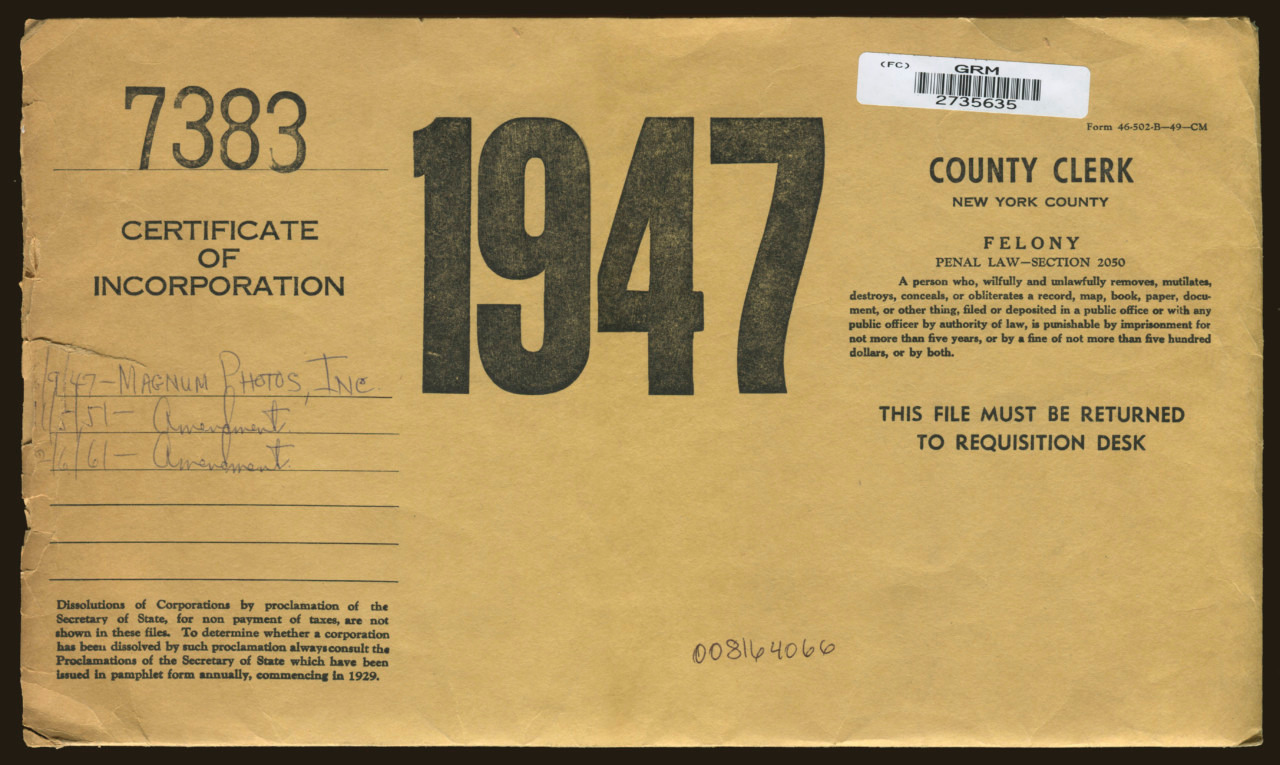 7383
CERTIFICATE
OF
INCORPORATION
9/47-MAGNUM PHOTOS, INC.
/5/51- Amendment
2/6/61- Amendment
Dissolutions of Corporations by proclamation of the
Secretary of State, for non payment of taxes, are not
shown in these files. To determine whether a corporation
has been dissolved by such proclamation always consult the
Proclamations of the Secretary of State which have been
issued in pamphlet form annually, commencing in 1929.
1947
008164066
(FC) GRM
2735635
Form 46-502-B—49—CM
COUNTY CLERK
NEW YORK COUNTY
FELONY
PENAL LAW—SECTION 2050
A person who, wilfully and unlawfully removes, mutilates,
destroys, conceals, or obliterates a record, map, book, paper, docu-
ment, or other thing, filed or deposited in a public office or with any
public officer by authority of law, is punishable by imprisonment for
not more than five years, or by a fine of not more than five hundred
dollars, or by both.
THIS FILE MUST BE RETURNED
TO REQUISITION DESK